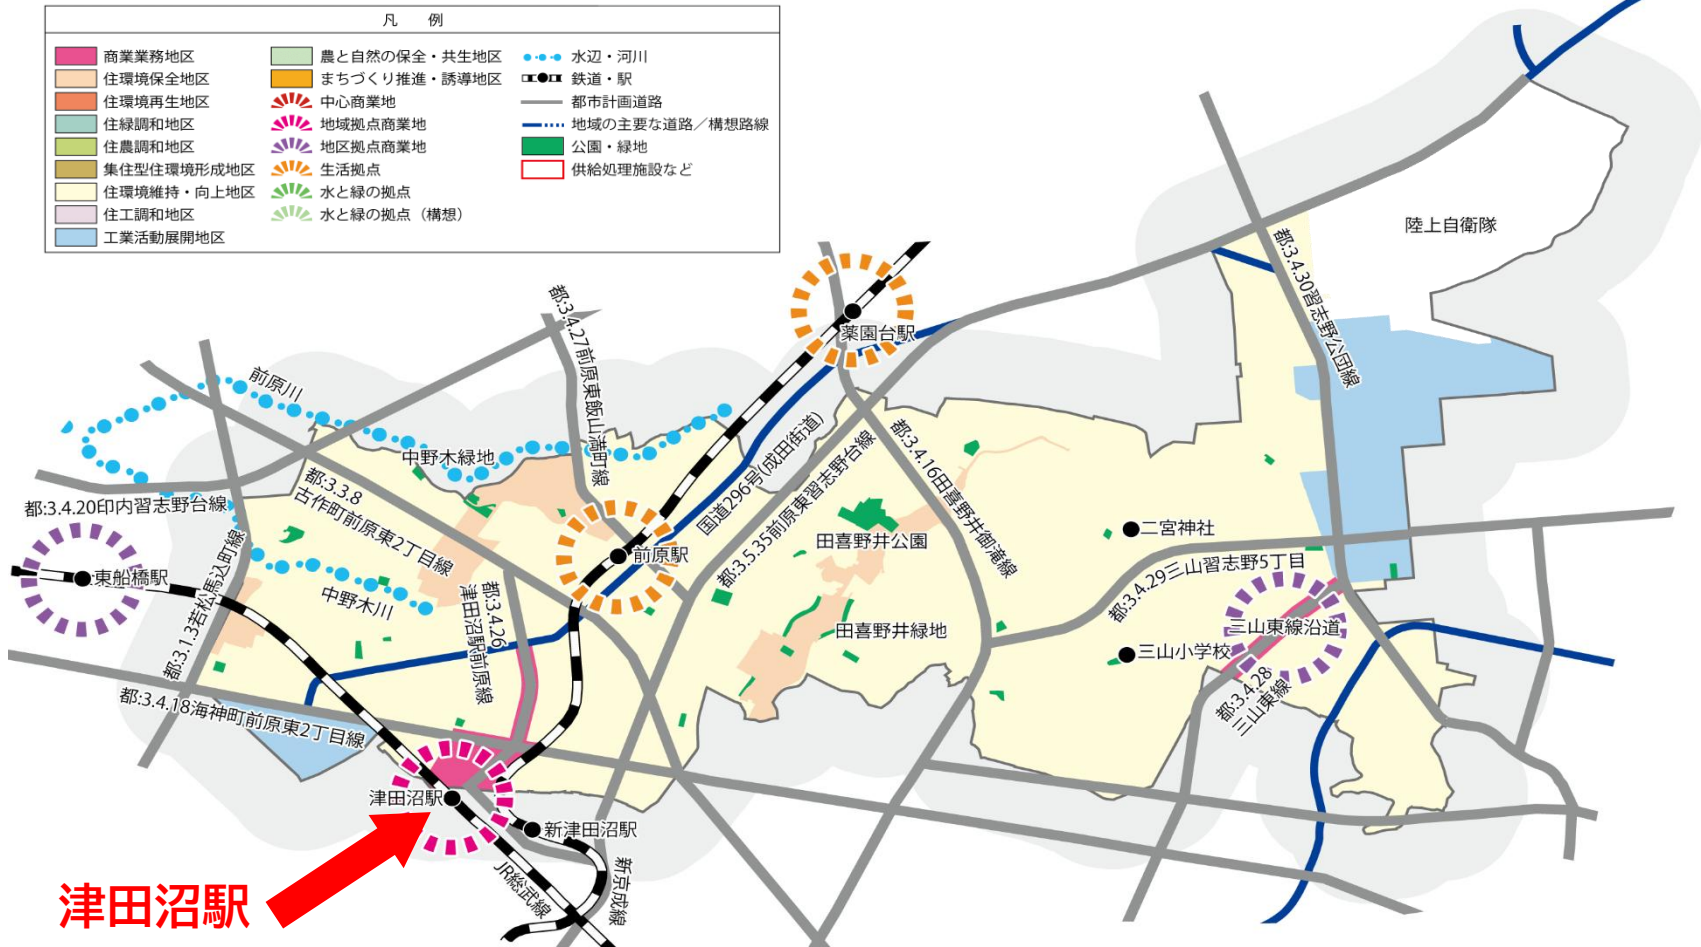 凡 例
商業業務地区
住環境保全地区
住環境再生地区
住緑調和地区
住農調和地区
集住型住環境形成地区
住環境維持・向上地区
住工調和地区
工業活動展開地区
農と自然の保全・共生地区
まちづくり推進・誘導地区
中心商業地
地域拠点商業地
地区拠点商業地
生活拠点
水と緑の拠点
水と緑の拠点（構想）
水辺・河川
鉄道・駅
都市計画道路
地域の主要な道路／構想路線
公園・緑地
供給処理施設など
陸上自衛隊
都:3.4.30習志野公団線
薬園台駅
都:3.4.27前原東飯山満町線
前原川
中野木緑地
都:3.3.8
古作町前原東2丁目線
都:3.4.20印内習志野台線
国道296号(成田街道)
都:3.5.35前原東習志野台線
都:3.4.16田喜野井御滝線
二宮神社
田喜野井公園
前原駅
東船橋駅
都:3.1.3若松馬込町線
中野木川
都:3.4.26
津田沼駅前原線
都:3.4.29三山習志野5丁目
田喜野井緑地
三山東線沿道
三山小学校
都:3.4.28
三山東線
都:3.4.18海神町前原東2丁目線
津田沼駅
新津田沼駅
JR総武線
新京成線
津田沼駅